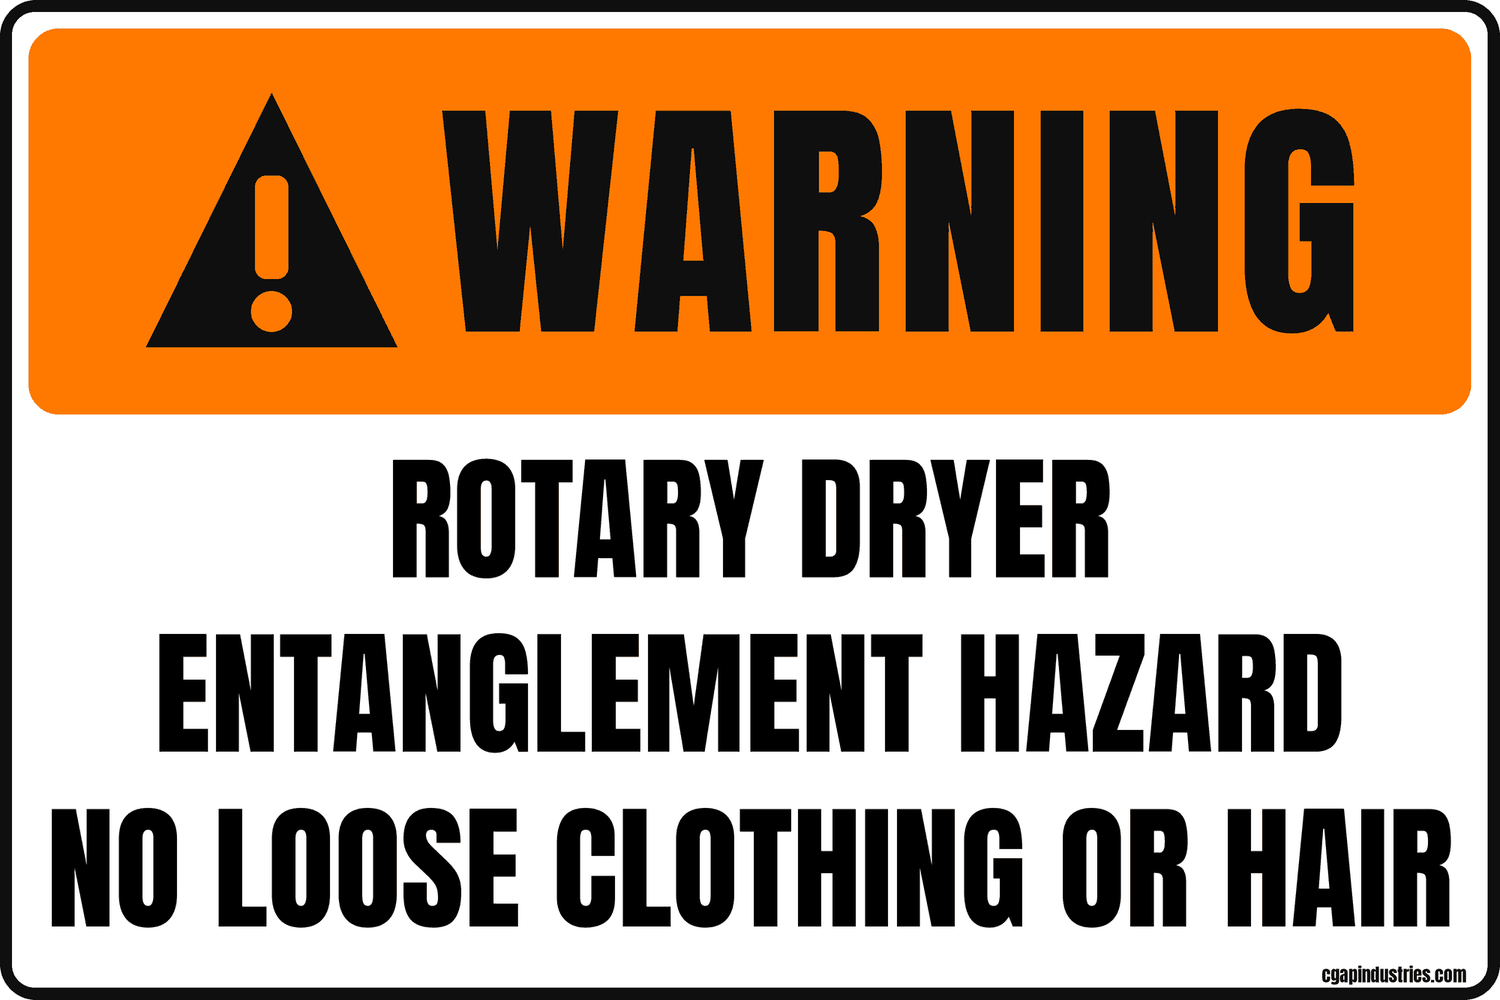 WARNING
ROTARY DRYER
ENTANGLEMENT HAZARD
NO LOOSE CLOTHING OR HAIR
cgapindustries.com